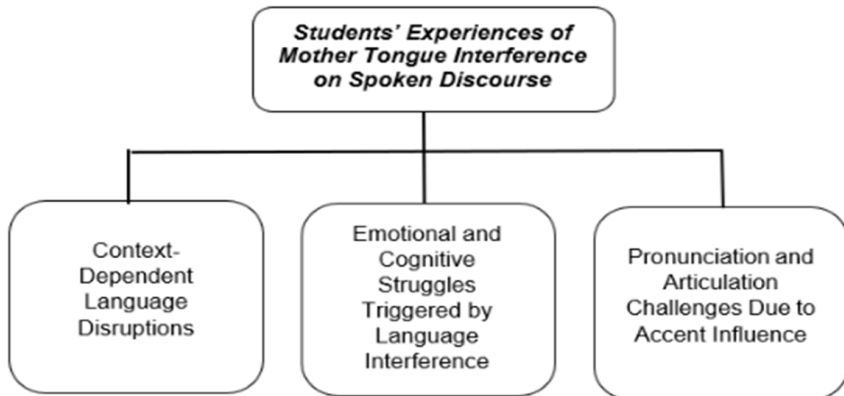 Students’ Experiences of
Mother Tongue Interference
on Spoken Discourse
Context-
Dependent
Language
Disruptions
Emotional and
Cognitive
Struggles
Triggered by
Language
Interference
Pronunciation and
Articulation
Challenges Due to
Accent Influence